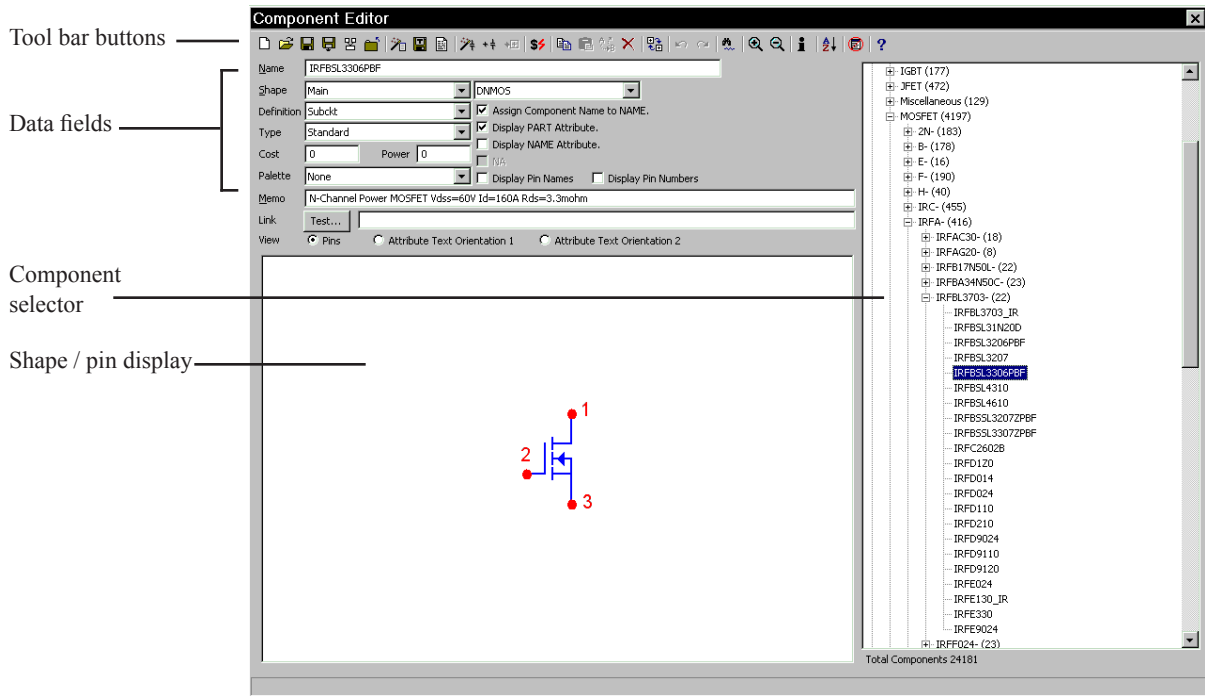 Component Editor
Tool bar buttons
Data fields
Component
selector
Shape / pin display
Name IRFBSL3306PBF
Shape Main DNMOS
Definition Subckt Assign Component Name to NAME.
Type Standard Display PART Attribute.
Display NAME Attribute.
Cost 0 Power 0
NA
Palette None Display Pin Names Display Pin Numbers
Memo N-Channel Power MOSFET Vdss=60V Id=160A Rds=3.3mohm
Link Test...
View Pins Attribute Text Orientation 1 Attribute Text Orientation 2
1
2
3
IGBT (177)
JFET (472)
Miscellaneous (129)
MOSFET (4197)
2N- (183)
B- (178)
E- (16)
F- (190)
H- (40)
IRC- (455)
IRFA- (416)
IRFAC30- (18)
IRFAG20- (8)
IRFB17N50L- (22)
IRFBA34N50C- (23)
IRFBL3703- (22)
IRFBL3703_IR
IRFBSL31N20D
IRFBSL3206PBF
IRFBSL3207
IRFBSL3306PBF
IRFBSL4310
IRFBSL4610
IRFBSSL3207ZPBF
IRFBSSL3307ZPBF
IRFC2602B
IRFD1Z0
IRFD014
IRFD024
IRFD110
IRFD210
IRFD9024
IRFD9110
IRFD9120
IRFE024
IRFE130_IR
IRFE330
IRFE9024
IRFF024- (23)
Total Components 24181